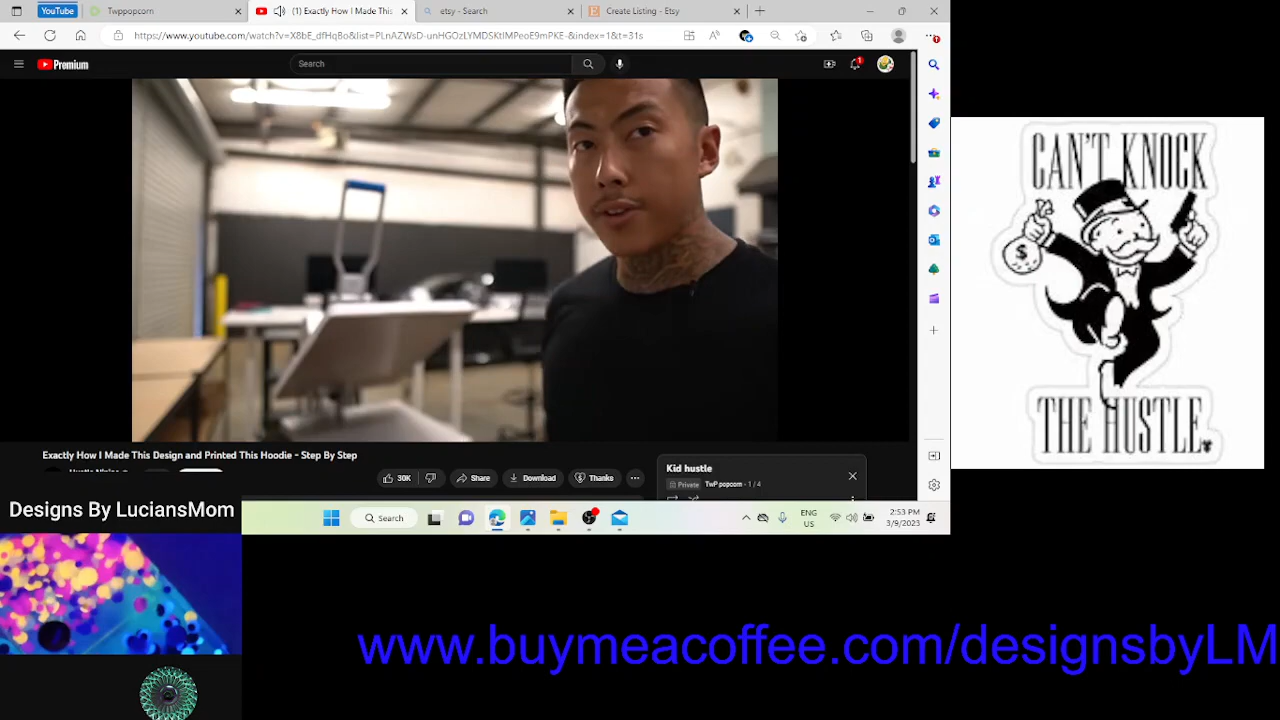 YouTube
Twppopcorn
(1) Exactly How I Made This
etsy - Search
Create Listing - Etsy
https://www.youtube.com/watch?v=X8bE_dfHqBo&list=PLnAZWsD-unHGOzLYMDSKtIMPeoE9mPKE-&index=1&t=31s
Premium
Search
1
CAN'T KNOCK
$
THE HUSTLE
Exactly How I Made This Design and Printed This Hoodie - Step By Step
30K
Share
Download
Thanks
Kid hustle
Private
TwP popcorn - 1 / 4
Designs By LuciansMom
Search
ENG
US
2:53 PM
3/9/2023
www.buymeacoffee.com/designsbyLM